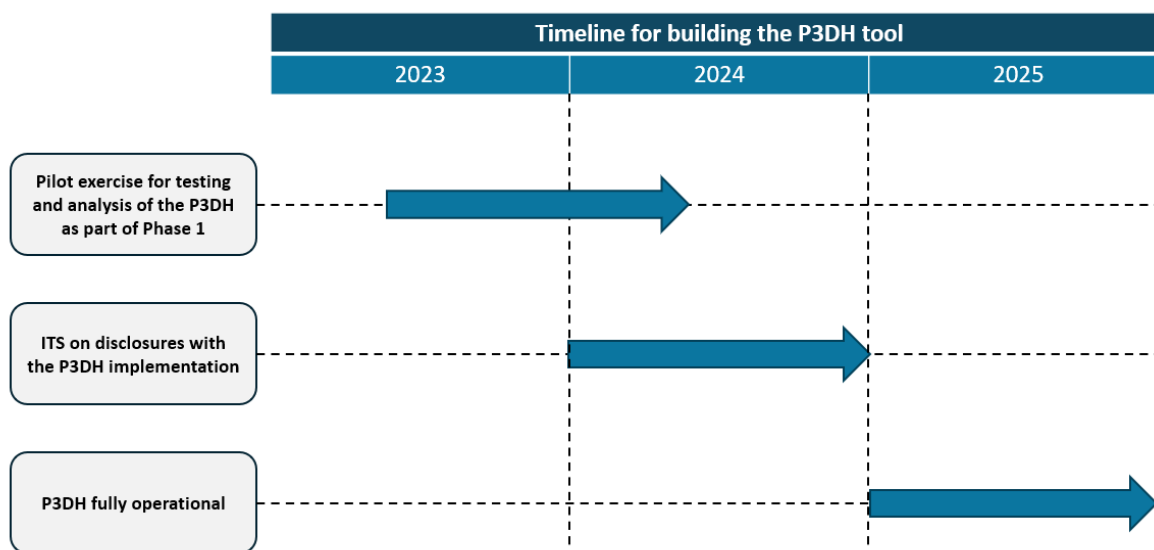 Timeline for building the P3DH tool
2023 2024 2025
Pilot exercise for testing
and analysis of the P3DH
as part of Phase 1
ITS on disclosures with
the P3DH implementation
P3DH fully operational